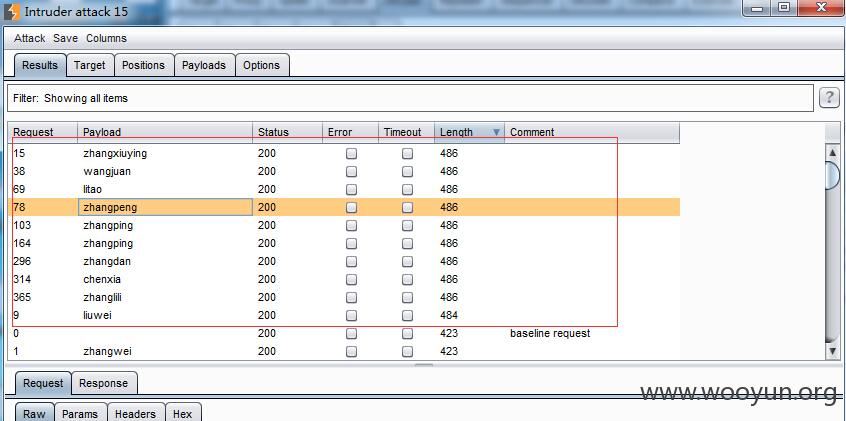 Intruder attack 15
Attack Save Columns
Results Target Positions Payloads Options
Filter: Showing all items ?
Request Payload Status Error Timeout Length Comment
15 zhangxiuying 200 486
38 wangjuan 200 486
69 litao 200 486
78 zhangpeng 200 486
103 zhangping 200 486
164 zhangping 200 486
296 zhangdan 200 486
314 chenxia 200 486
365 zhanglili 200 486
9 liuwei 200 484
0 200 423 baseline request
1 zhangwei 200 423
Request Response
www.wooyun.org
Raw Params Headers Hex